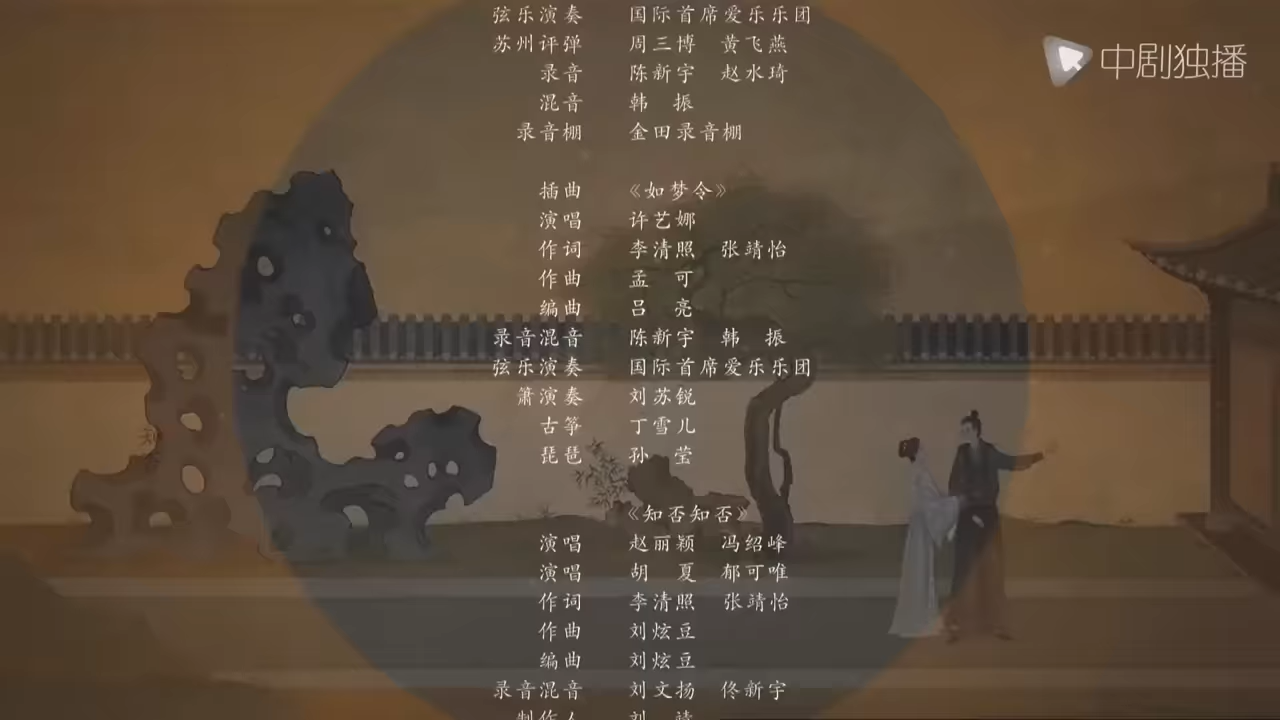 弦乐演奏 国际首席爱乐乐团
苏州评弹 周三博 黄飞燕
录音 陈新宇 赵水琦
混音 韩 振
录音棚 金田录音棚
中剧独播
插曲 《如梦令》
演唱 许艺娜
作词 李清照 张靖怡
作曲 孟 可
编曲 吕 亮
录音混音 陈新宇 韩 振
弦乐演奏 国际首席爱乐乐团
箫演奏 刘苏锐
古筝 丁雪儿
琵琶 孙 莹
《知否知否》
演唱 赵丽颖 冯绍峰
演唱 胡 夏 郁可唯
作词 李清照 张靖怡
作曲 刘炫豆
编曲 刘炫豆
录音混音 刘文扬 佟新宇
制作人 刘